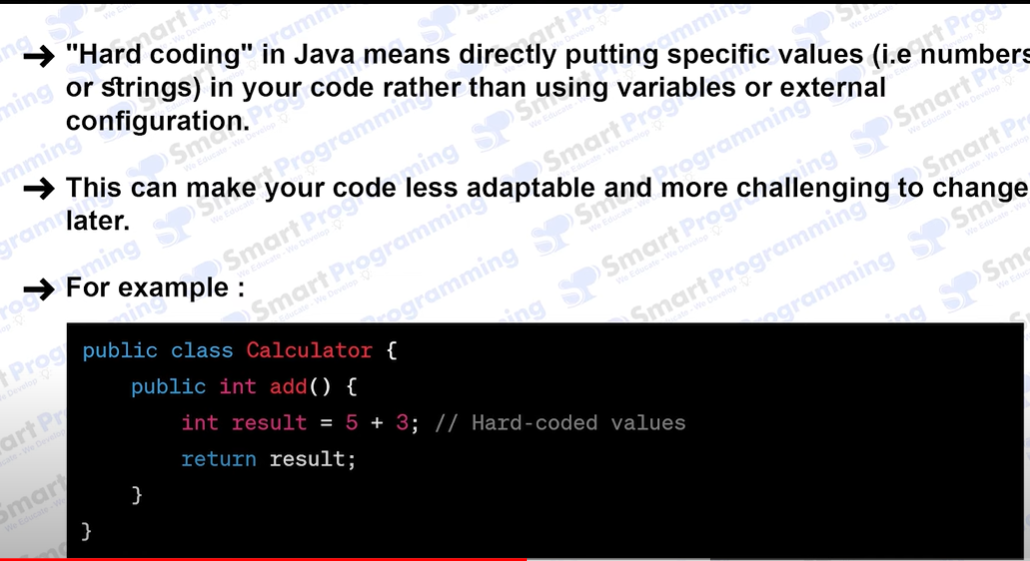 → "Hard coding" in Java means directly putting specific values (i.e numbers
or strings) in your code rather than using variables or external
configuration.
→ This can make your code less adaptable and more challenging to change
later.
→ For example :
public class Calculator {
public int add() {
int result = 5 + 3; // Hard-coded values
return result;
}
}